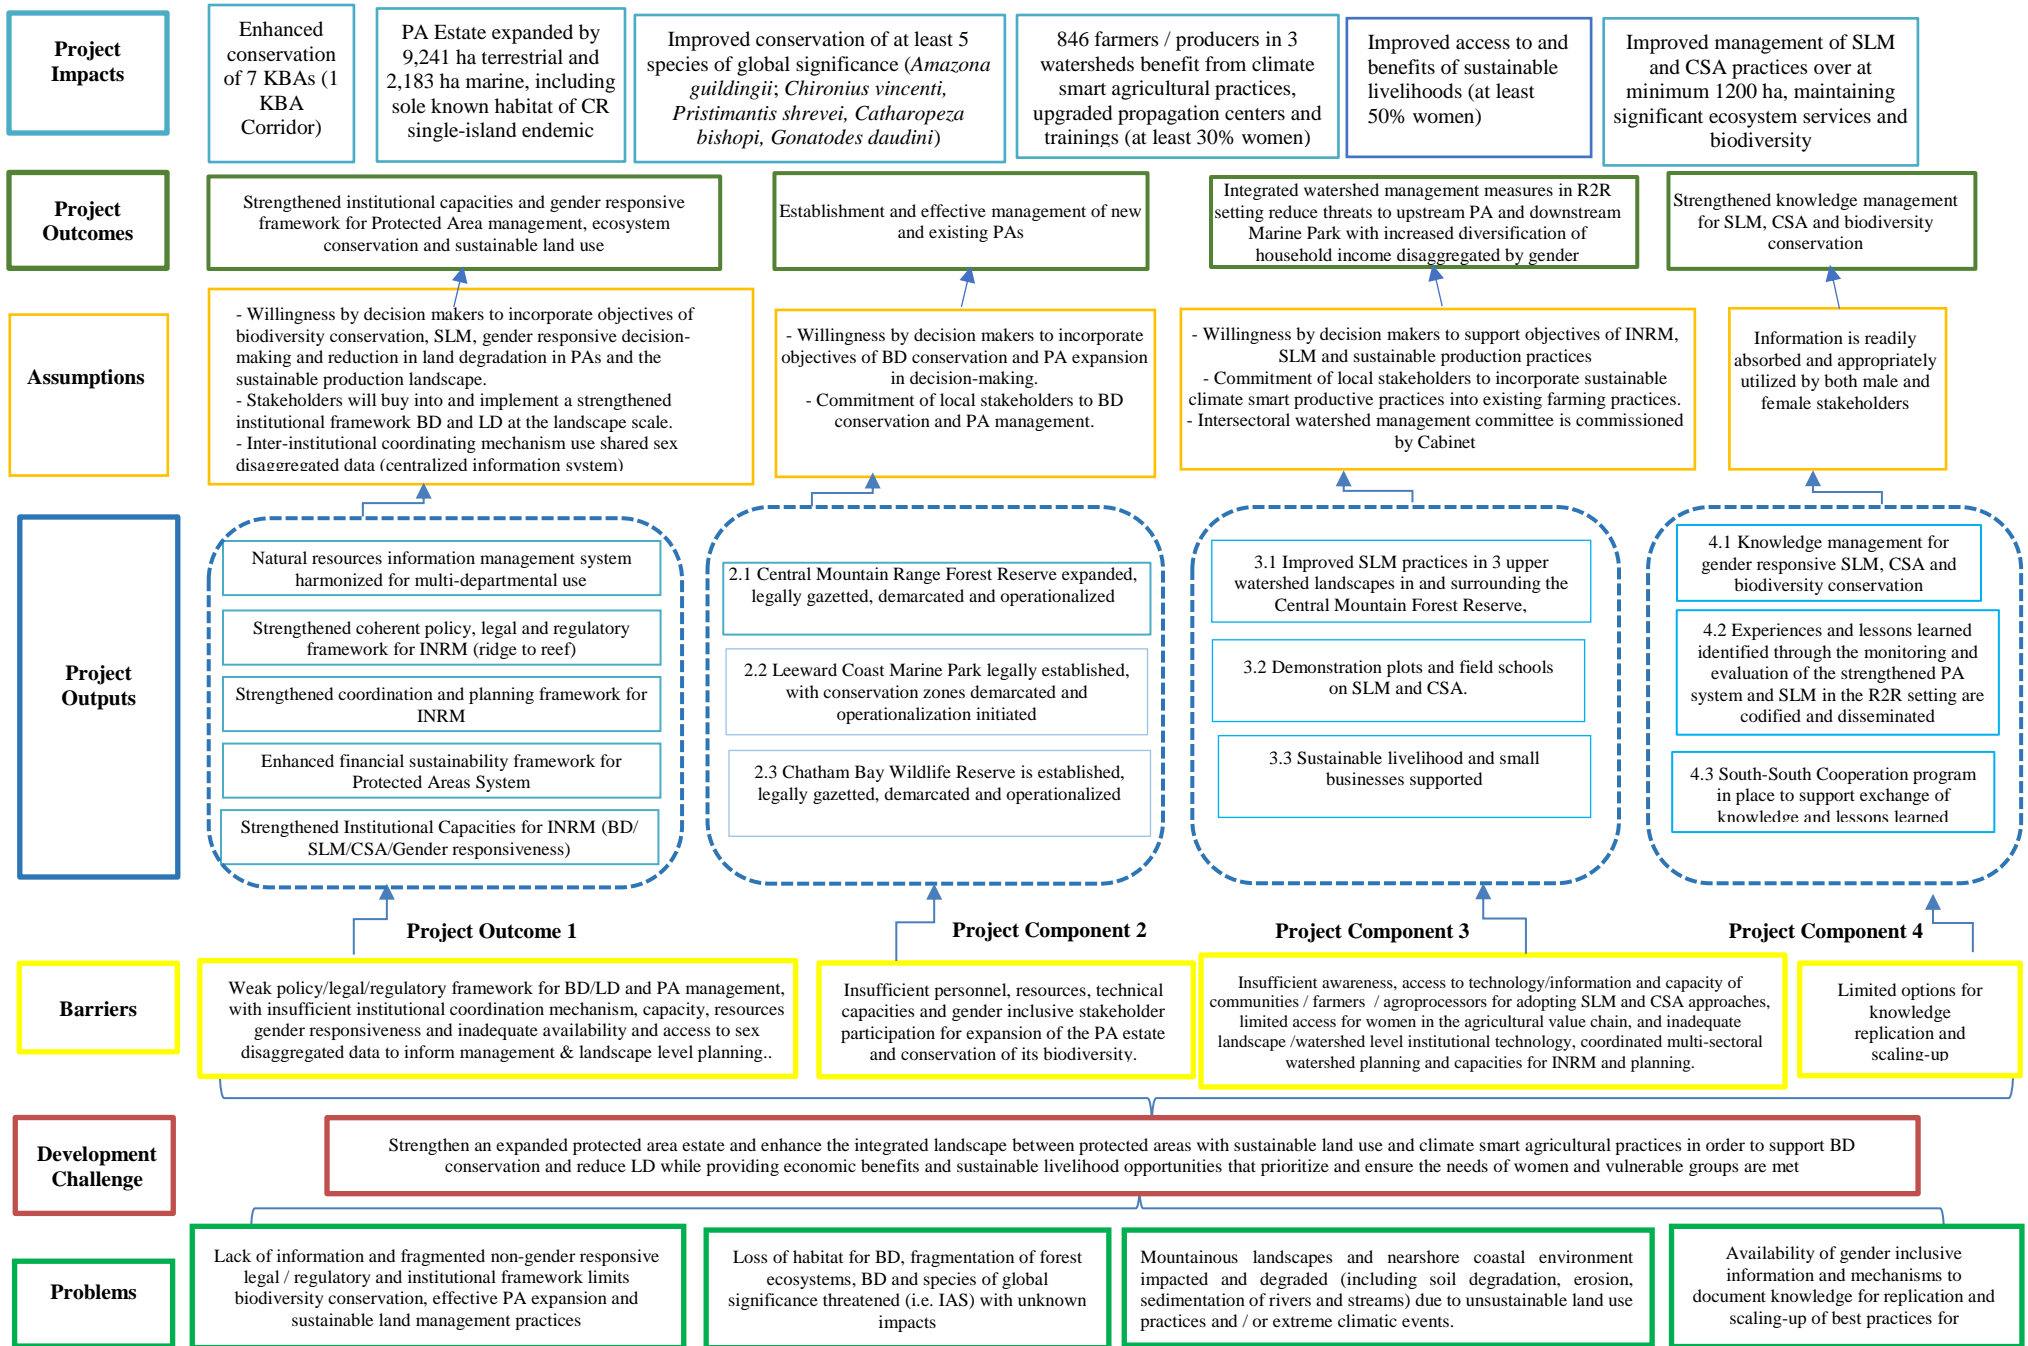 Project
Impacts
Enhanced
conservation
of 7 KBAs (1
KBA
Corridor)
PA Estate expanded by
9,241 ha terrestrial and
2,183 ha marine, including
sole known habitat of CR
single-island endemic
Improved conservation of at least 5
species of global significance (Amazona
guildingii; Chironius vincenti,
Pristimantis shrevei, Catharopeza
bishopi, Gonatodes daudini)
846 farmers / producers in 3
watersheds benefit from climate
smart agricultural practices,
upgraded propagation centers and
trainings (at least 30% women)
Improved access to and
benefits of sustainable
livelihoods (at least
50% women)
Improved management of SLM
and CSA practices over at
minimum 1200 ha, maintaining
significant ecosystem services and
biodiversity
Project
Outcomes
Strengthened institutional capacities and gender responsive
framework for Protected Area management, ecosystem
conservation and sustainable land use
Establishment and effective management of new
and existing PAs
Integrated watershed management measures in R2R
setting reduce threats to upstream PA and downstream
Marine Park with increased diversification of
household income disaggregated by gender
Strengthened knowledge management
for SLM, CSA and biodiversity
conservation
Assumptions
- Willingness by decision makers to incorporate objectives of
biodiversity conservation, SLM, gender responsive decision-
making and reduction in land degradation in PAs and the
sustainable production landscape.
- Stakeholders will buy into and implement a strengthened
institutional framework BD and LD at the landscape scale.
- Inter-institutional coordinating mechanism use shared sex
disaggregated data (centralized information system)
- Willingness by decision makers to incorporate
objectives of BD conservation and PA expansion
in decision-making.
- Commitment of local stakeholders to BD
conservation and PA management.
- Willingness by decision makers to support objectives of INRM,
SLM and sustainable production practices
- Commitment of local stakeholders to incorporate sustainable
climate smart productive practices into existing farming practices.
- Intersectoral watershed management committee is commissioned
by Cabinet
Information is readily
absorbed and appropriately
utilized by both male and
female stakeholders
Project
Outputs
Natural resources information management system
harmonized for multi-departmental use
Strengthened coherent policy, legal and regulatory
framework for INRM (ridge to reef)
Strengthened coordination and planning framework for
INRM
Enhanced financial sustainability framework for
Protected Areas System
Strengthened Institutional Capacities for INRM (BD/
SLM/CSA/Gender responsiveness)
2.1 Central Mountain Range Forest Reserve expanded,
legally gazetted, demarcated and operationalized
2.2 Leeward Coast Marine Park legally established,
with conservation zones demarcated and
operationalization initiated
2.3 Chatham Bay Wildlife Reserve is established,
legally gazetted, demarcated and operationalized
3.1 Improved SLM practices in 3 upper
watershed landscapes in and surrounding the
Central Mountain Forest Reserve,
3.2 Demonstration plots and field schools
on SLM and CSA.
3.3 Sustainable livelihood and small
businesses supported
4.1 Knowledge management for
gender responsive SLM, CSA and
biodiversity conservation
4.2 Experiences and lessons learned
identified through the monitoring and
evaluation of the strengthened PA
system and SLM in the R2R setting are
codified and disseminated
4.3 South-South Cooperation program
in place to support exchange of
knowledge and lessons learned
Project Outcome 1
Project Component 2
Project Component 3
Project Component 4
Barriers
Weak policy/legal/regulatory framework for BD/LD and PA management,
with insufficient institutional coordination mechanism, capacity, resources
gender responsiveness and inadequate availability and access to sex
disaggregated data to inform management & landscape level planning..
Insufficient personnel, resources, technical
capacities and gender inclusive stakeholder
participation for expansion of the PA estate
and conservation of its biodiversity.
Insufficient awareness, access to technology/information and capacity of
communities / farmers / agroprocessors for adopting SLM and CSA approaches,
limited access for women in the agricultural value chain, and inadequate
landscape /watershed level institutional technology, coordinated multi-sectoral
watershed planning and capacities for INRM and planning.
Limited options for
knowledge
replication and
scaling-up
Development
Challenge
Strengthen an expanded protected area estate and enhance the integrated landscape between protected areas with sustainable land use and climate smart agricultural practices in order to support BD
conservation and reduce LD while providing economic benefits and sustainable livelihood opportunities that prioritize and ensure the needs of women and vulnerable groups are met
Problems
Lack of information and fragmented non-gender responsive
legal / regulatory and institutional framework limits
biodiversity conservation, effective PA expansion and
sustainable land management practices
Loss of habitat for BD, fragmentation of forest
ecosystems, BD and species of global
significance threatened (i.e. IAS) with unknown
impacts
Mountainous landscapes and nearshore coastal environment
impacted and degraded (including soil degradation, erosion,
sedimentation of rivers and streams) due to unsustainable land use
practices and / or extreme climatic events.
Availability of gender inclusive
information and mechanisms to
document knowledge for replication and
scaling-up of best practices for